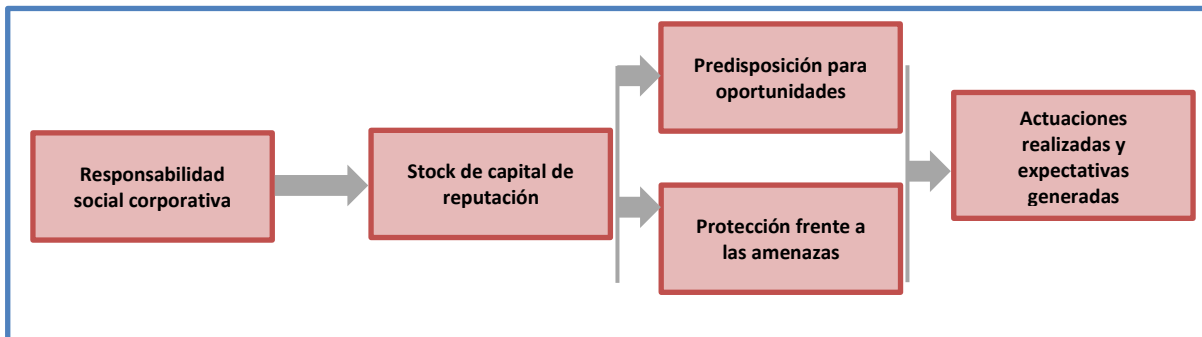 Responsabilidad
social corporativa
Stock de capital de
reputación
Predisposición para
oportunidades
Protección frente a
las amenazas
Actuaciones
realizadas y
expectativas
generadas